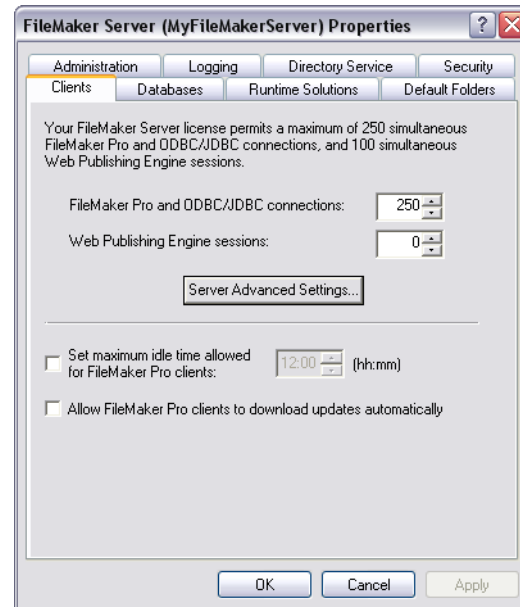 FileMaker Server (MyFileMakerServer) Properties
?
Administration Logging Directory Service Security
Clients Databases Runtime Solutions Default Folders
Your FileMaker Server license permits a maximum of 250 simultaneous
FileMaker Pro and ODBC/JDBC connections, and 100 simultaneous
Web Publishing Engine sessions.
FileMaker Pro and ODBC/JDBC connections: 250
Web Publishing Engine sessions: 0
Server Advanced Settings...
Set maximum idle time allowed
for FileMaker Pro clients: 12:00 (hh:mm)
Allow FileMaker Pro clients to download updates automatically
OK Cancel Apply